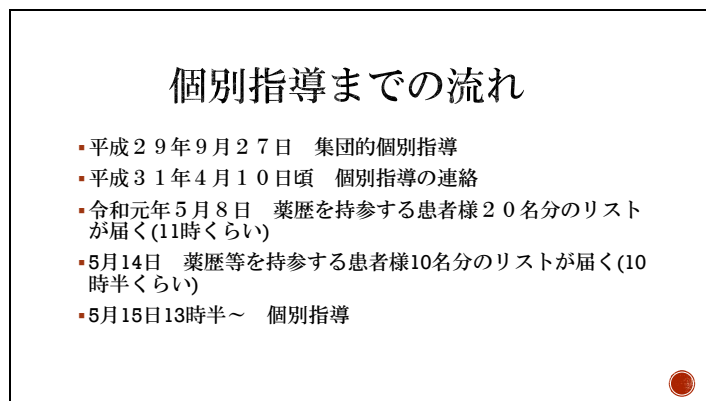 個別指導までの流れ
▪平成２９年９月２７日　集団的個別指導
▪平成３１年４月１０日頃　個別指導の連絡
▪令和元年５月８日　薬歴を持参する患者様２０名分のリスト
が届く(11時くらい)
▪5月14日　薬歴等を持参する患者様10名分のリストが届く(10
時半くらい)
▪5月15日13時半～　個別指導